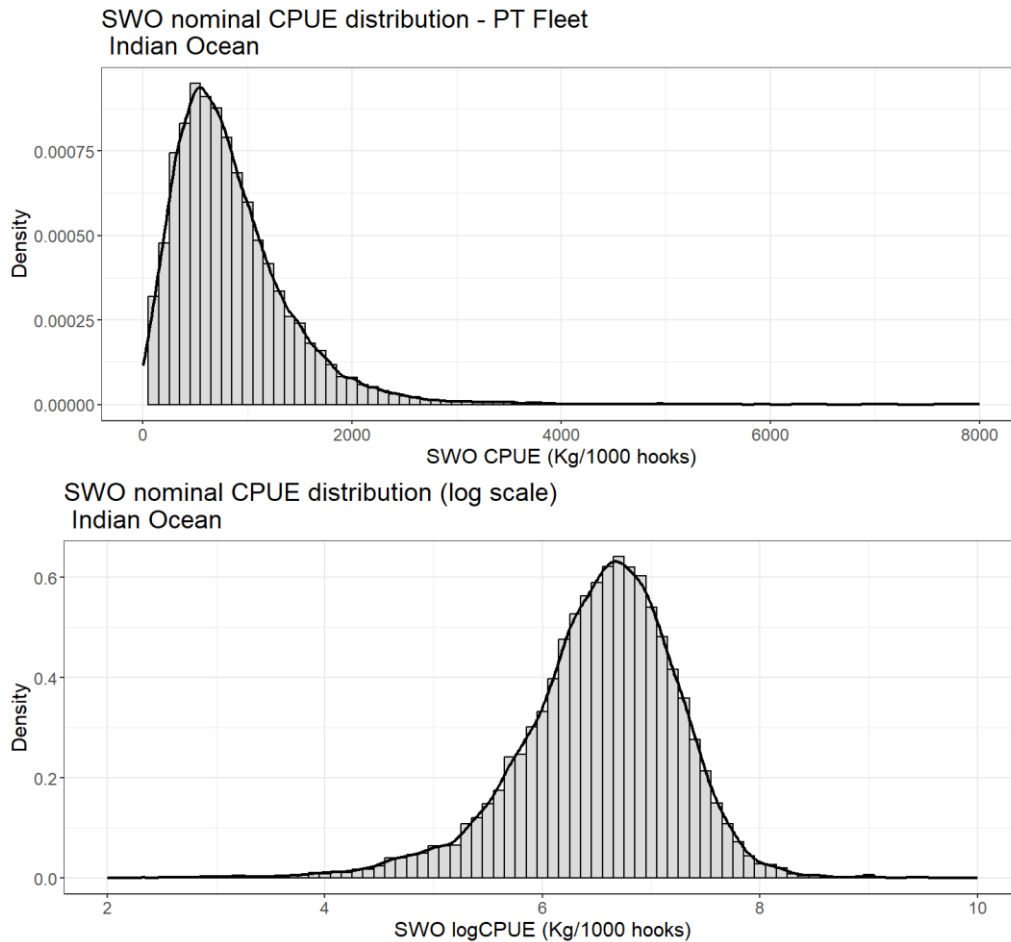 SWO nominal CPUE distribution - PT Fleet
Indian Ocean
0.00075
0.00050
0.00025
0.00000
Density
0 2000 4000 6000 8000
SWO CPUE (Kg/1000 hooks)
SWO nominal CPUE distribution (log scale)
Indian Ocean
0.6
0.4
0.2
0.0
Density
2 4 6 8 10
SWO logCPUE (Kg/1000 hooks)